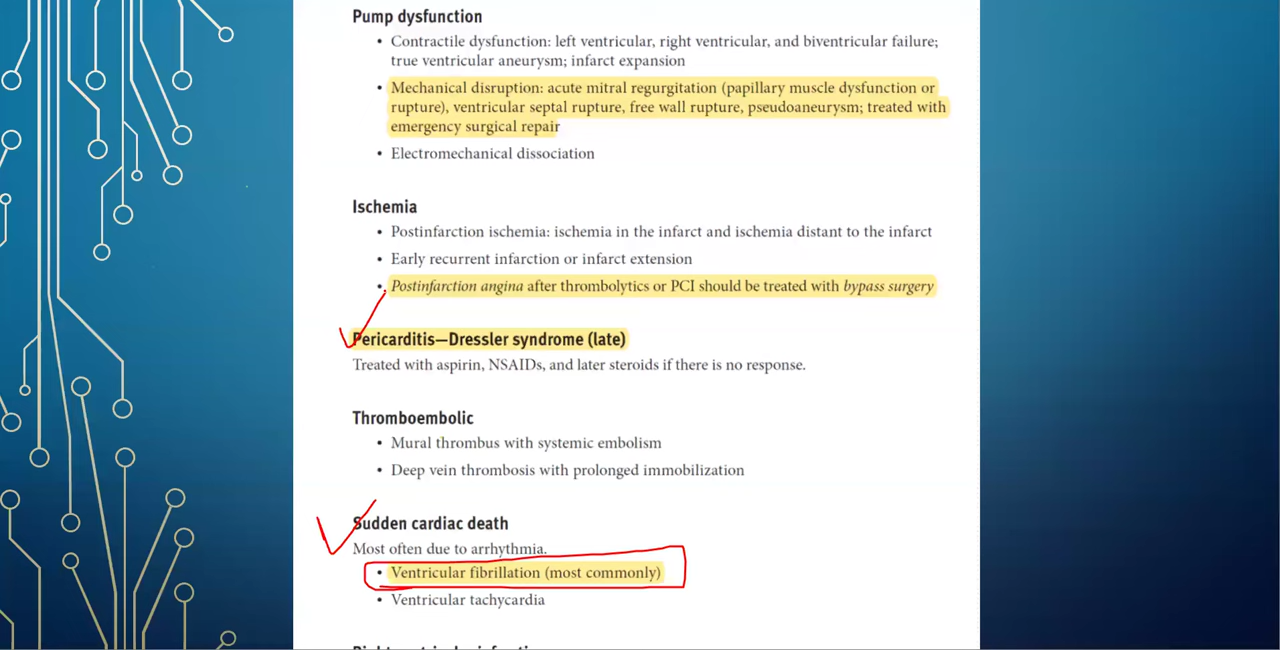 Pump dysfunction
• Contractile dysfunction: left ventricular, right ventricular, and biventricular failure;
true ventricular aneurysm; infarct expansion
• Mechanical disruption: acute mitral regurgitation (papillary muscle dysfunction or
rupture), ventricular septal rupture, free wall rupture, pseudoaneurysm; treated with
emergency surgical repair
• Electromechanical dissociation
Ischemia
• Postinfarction ischemia: ischemia in the infarct and ischemia distant to the infarct
• Early recurrent infarction or infarct extension
• Postinfarction angina after thrombolytics or PCI should be treated with bypass surgery
Pericarditis—Dressler syndrome (late)
Treated with aspirin, NSAIDs, and later steroids if there is no response.
Thromboembolic
• Mural thrombus with systemic embolism
• Deep vein thrombosis with prolonged immobilization
Sudden cardiac death
Most often due to arrhythmia.
• Ventricular fibrillation (most commonly)
• Ventricular tachycardia